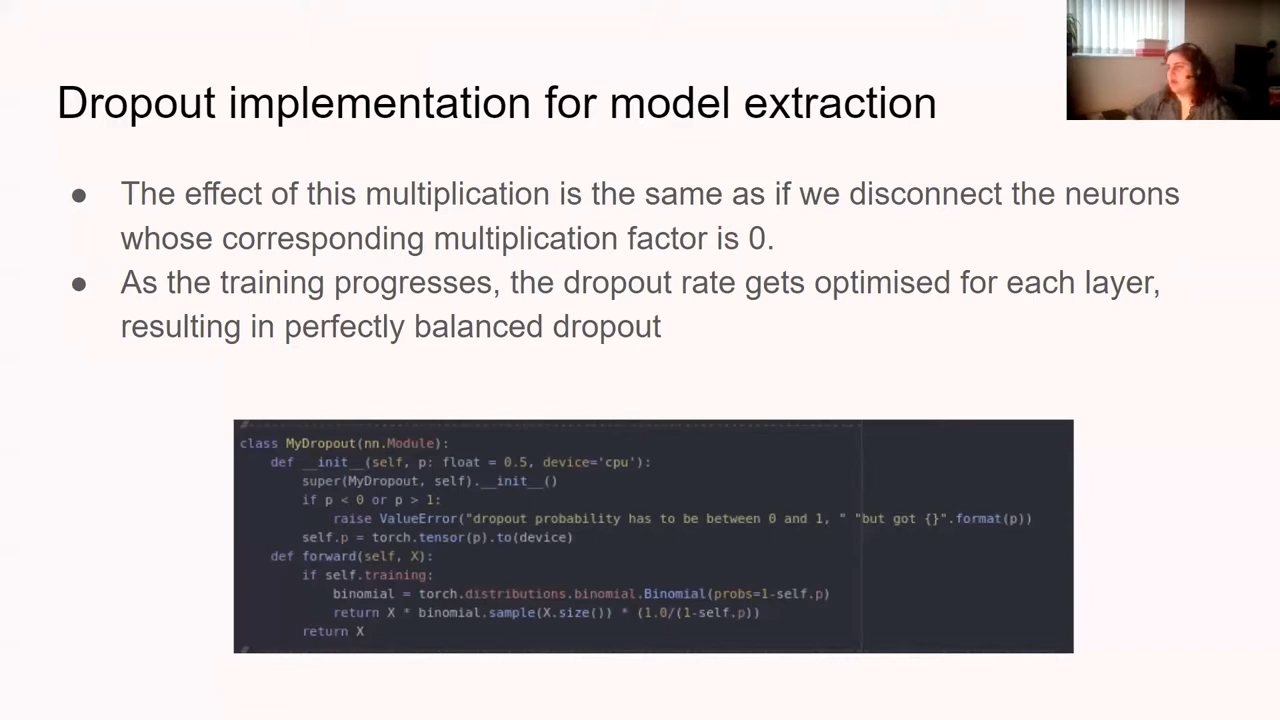 Dropout implementation for model extraction
● The effect of this multiplication is the same as if we disconnect the neurons
whose corresponding multiplication factor is 0.
● As the training progresses, the dropout rate gets optimised for each layer,
resulting in perfectly balanced dropout
#
class MyDropout(nn.Module):
    def __init__(self, p: float = 0.5, device='cpu'):
        super(MyDropout, self).__init__()
        if p < 0 or p > 1:
            raise ValueError("dropout probability has to be between 0 and 1, " "but got {}".format(p))
        self.p = torch.tensor(p).to(device)
    def forward(self, X):
        if self.training:
            binomial = torch.distributions.binomial.Binomial(probs=1-self.p)
            return X * binomial.sample(X.size()) * (1.0/(1-self.p))
        return X
#